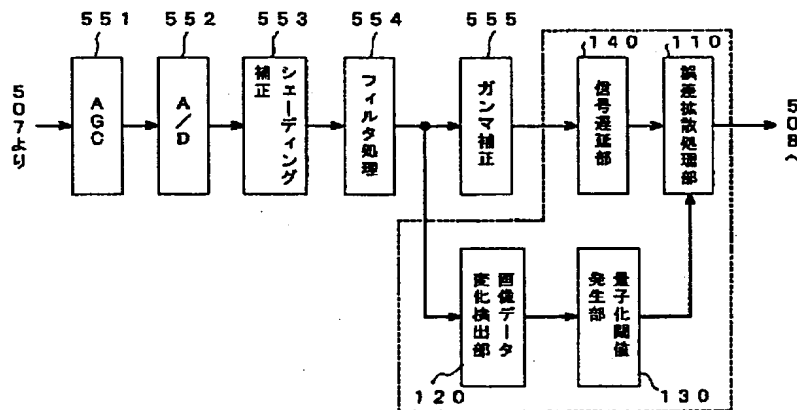 551
552
553
554
555
140
110
507より
AGC
A/D
シェーディング
補正
フィルタ処理
ガンマ補正
信号遅延部
誤差拡散処理部
508へ
画像データ
変化検出部
量子化閾値
発生部
120
130